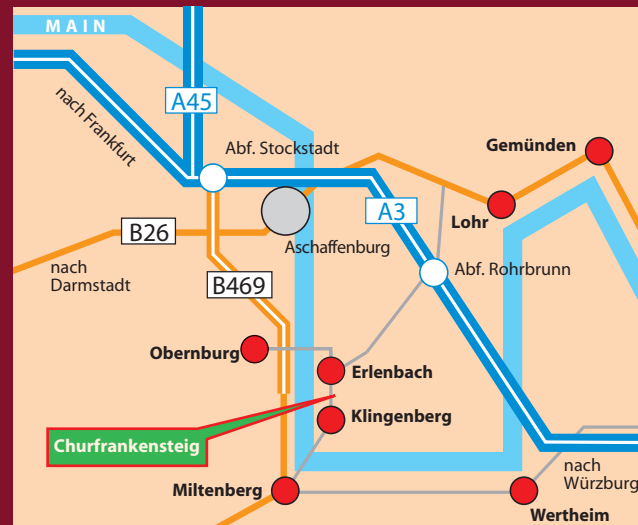 MAIN
A45
nach Frankfurt
Abf. Stockstadt
Gemünden
A3
Lohr
B26
Aschaffenburg
nach
Darmstadt
Abf. Rohrbrunn
B469
Obernburg
Erlenbach
Klingenberg
Churfrankensteig
nach
Würzburg
Miltenberg
Wertheim